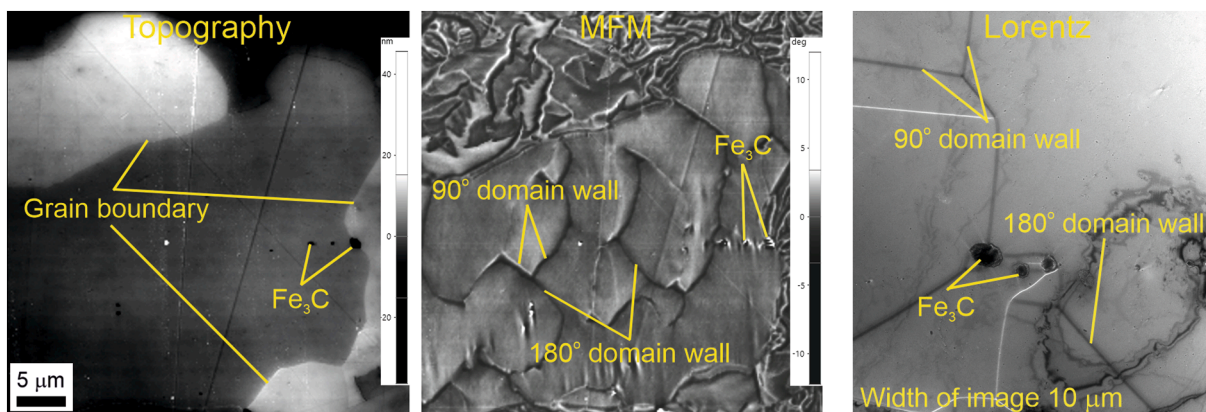 Topography
nm
40
20
0
-20
Grain boundary
Fe₃C
5 μm
MFM
deg
10
5
0
-5
-10
Fe₃C
90° domain wall
180° domain wall
Lorentz
90° domain wall
180° domain wall
Fe₃C
Width of image 10 μm